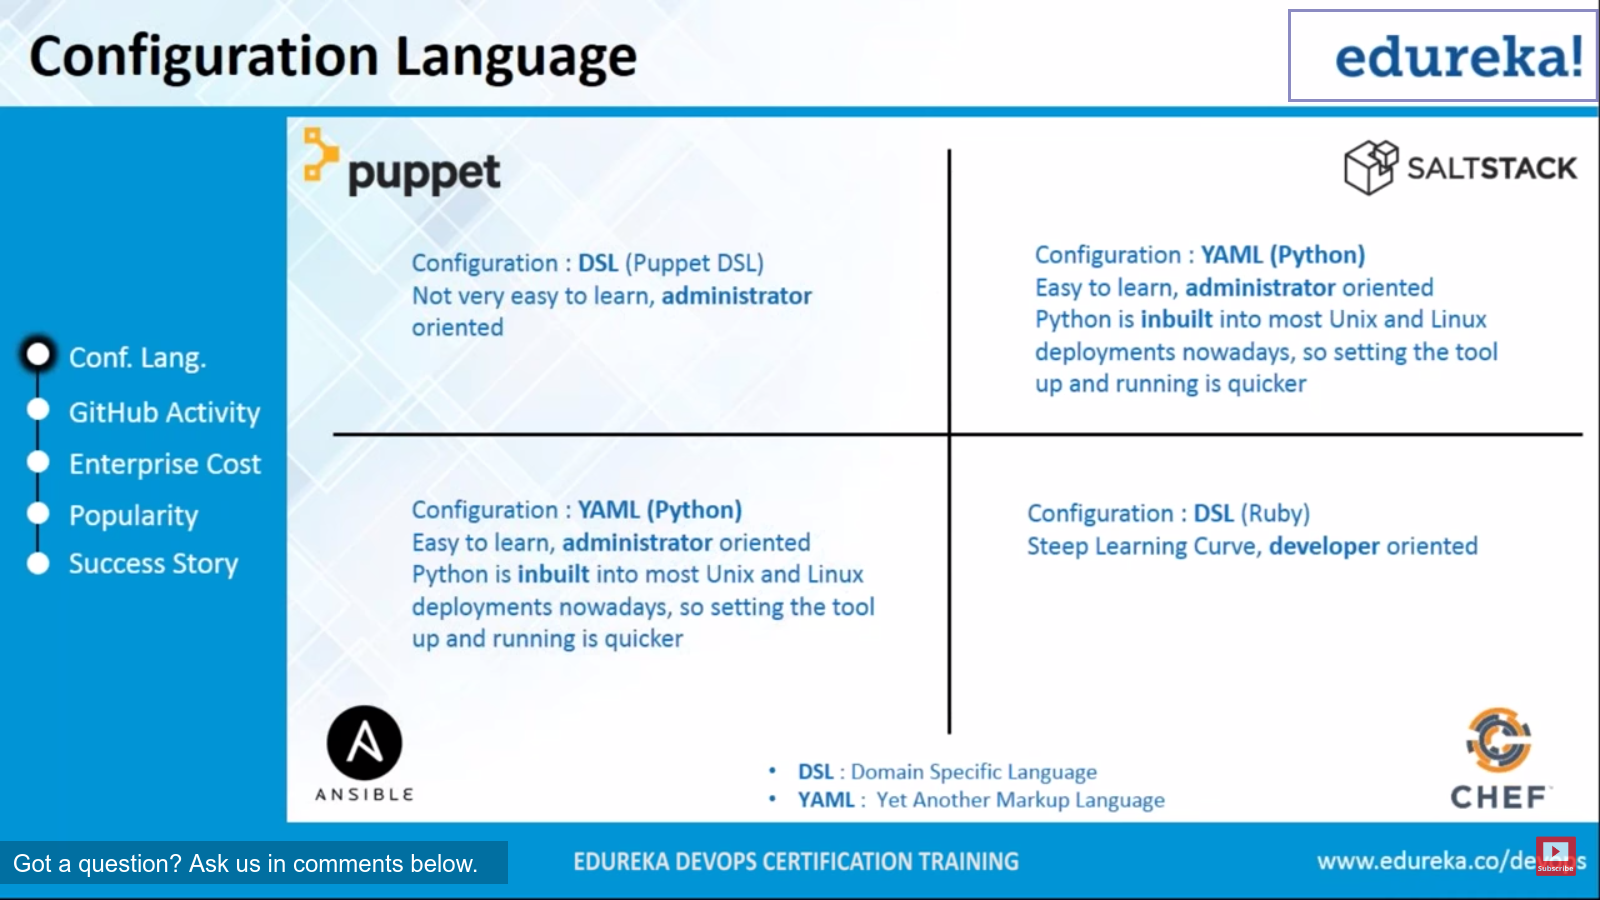 Configuration Language
edureka!
puppet
Configuration : DSL (Puppet DSL)
Not very easy to learn, administrator
oriented
SALTSTACK
Configuration : YAML (Python)
Easy to learn, administrator oriented
Python is inbuilt into most Unix and Linux
deployments nowadays, so setting the tool
up and running is quicker
Conf. Lang.
GitHub Activity
Enterprise Cost
Popularity
Success Story
Configuration : YAML (Python)
Easy to learn, administrator oriented
Python is inbuilt into most Unix and Linux
deployments nowadays, so setting the tool
up and running is quicker
ANSIBLE
Configuration : DSL (Ruby)
Steep Learning Curve, developer oriented
CHEF
• DSL : Domain Specific Language
• YAML : Yet Another Markup Language
Got a question? Ask us in comments below.
EDUREKA DEVOPS CERTIFICATION TRAINING
www.edureka.co/devops
Subscribe